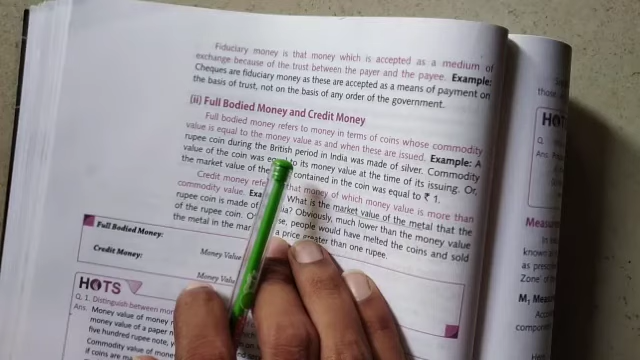 Fiduciary money is that money which is accepted as a medium of
exchange because of the trust between the payer and the payee. Example:
Cheques are fiduciary money as these are accepted as a means of payment on
the basis of trust, not on the basis of any order of the government.
(ii) Full Bodied Money and Credit Money
Full bodied money refers to money in terms of coins whose commodity
value is equal to the money value as and when these are issued. Example: A
rupee coin during the British period in India was made of silver. Commodity
value of the coin was to its money value at the time of its issuing. Or,
the market value of the contained in the coin was equal to ₹ 1.
Credit money that money of which money value is more than
commodity value. What is the market value of the metal that the
rupee coin is made of Obviously, much lower than the money value
of the rupee coin. people would have melted the coins and sold
the metal in the a price greater than one rupee.
Full Bodied Money: Money Value
Credit Money: Money Value
HOTS
Q. 1. Distinguish between
Ans. Money value of money
money value of a paper
five hundred rupee note,
Commodity value of
if coins are
HO
Q.
Ans.
Measures
known
as
Zone of
M₁
According
component